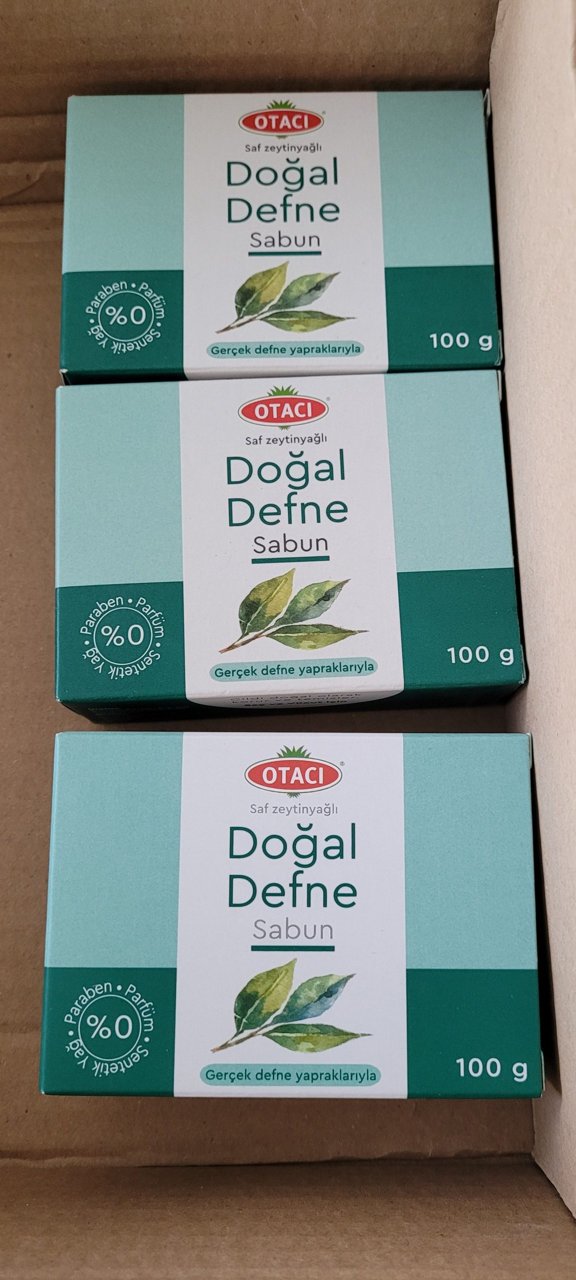 OTACI
Saf zeytinyağlı
Doğal
Defne
Sabun
Paraben • Parfüm • Sentetik Yağ •
%0
Gerçek defne yapraklarıyla
100 g
OTACI
Saf zeytinyağlı
Doğal
Defne
Sabun
Paraben • Parfüm • Sentetik Yağ •
%0
Gerçek defne yapraklarıyla
100 g
OTACI
Saf zeytinyağlı
Doğal
Defne
Sabun
Paraben • Parfüm • Sentetik Yağ •
%0
Gerçek defne yapraklarıyla
100 g